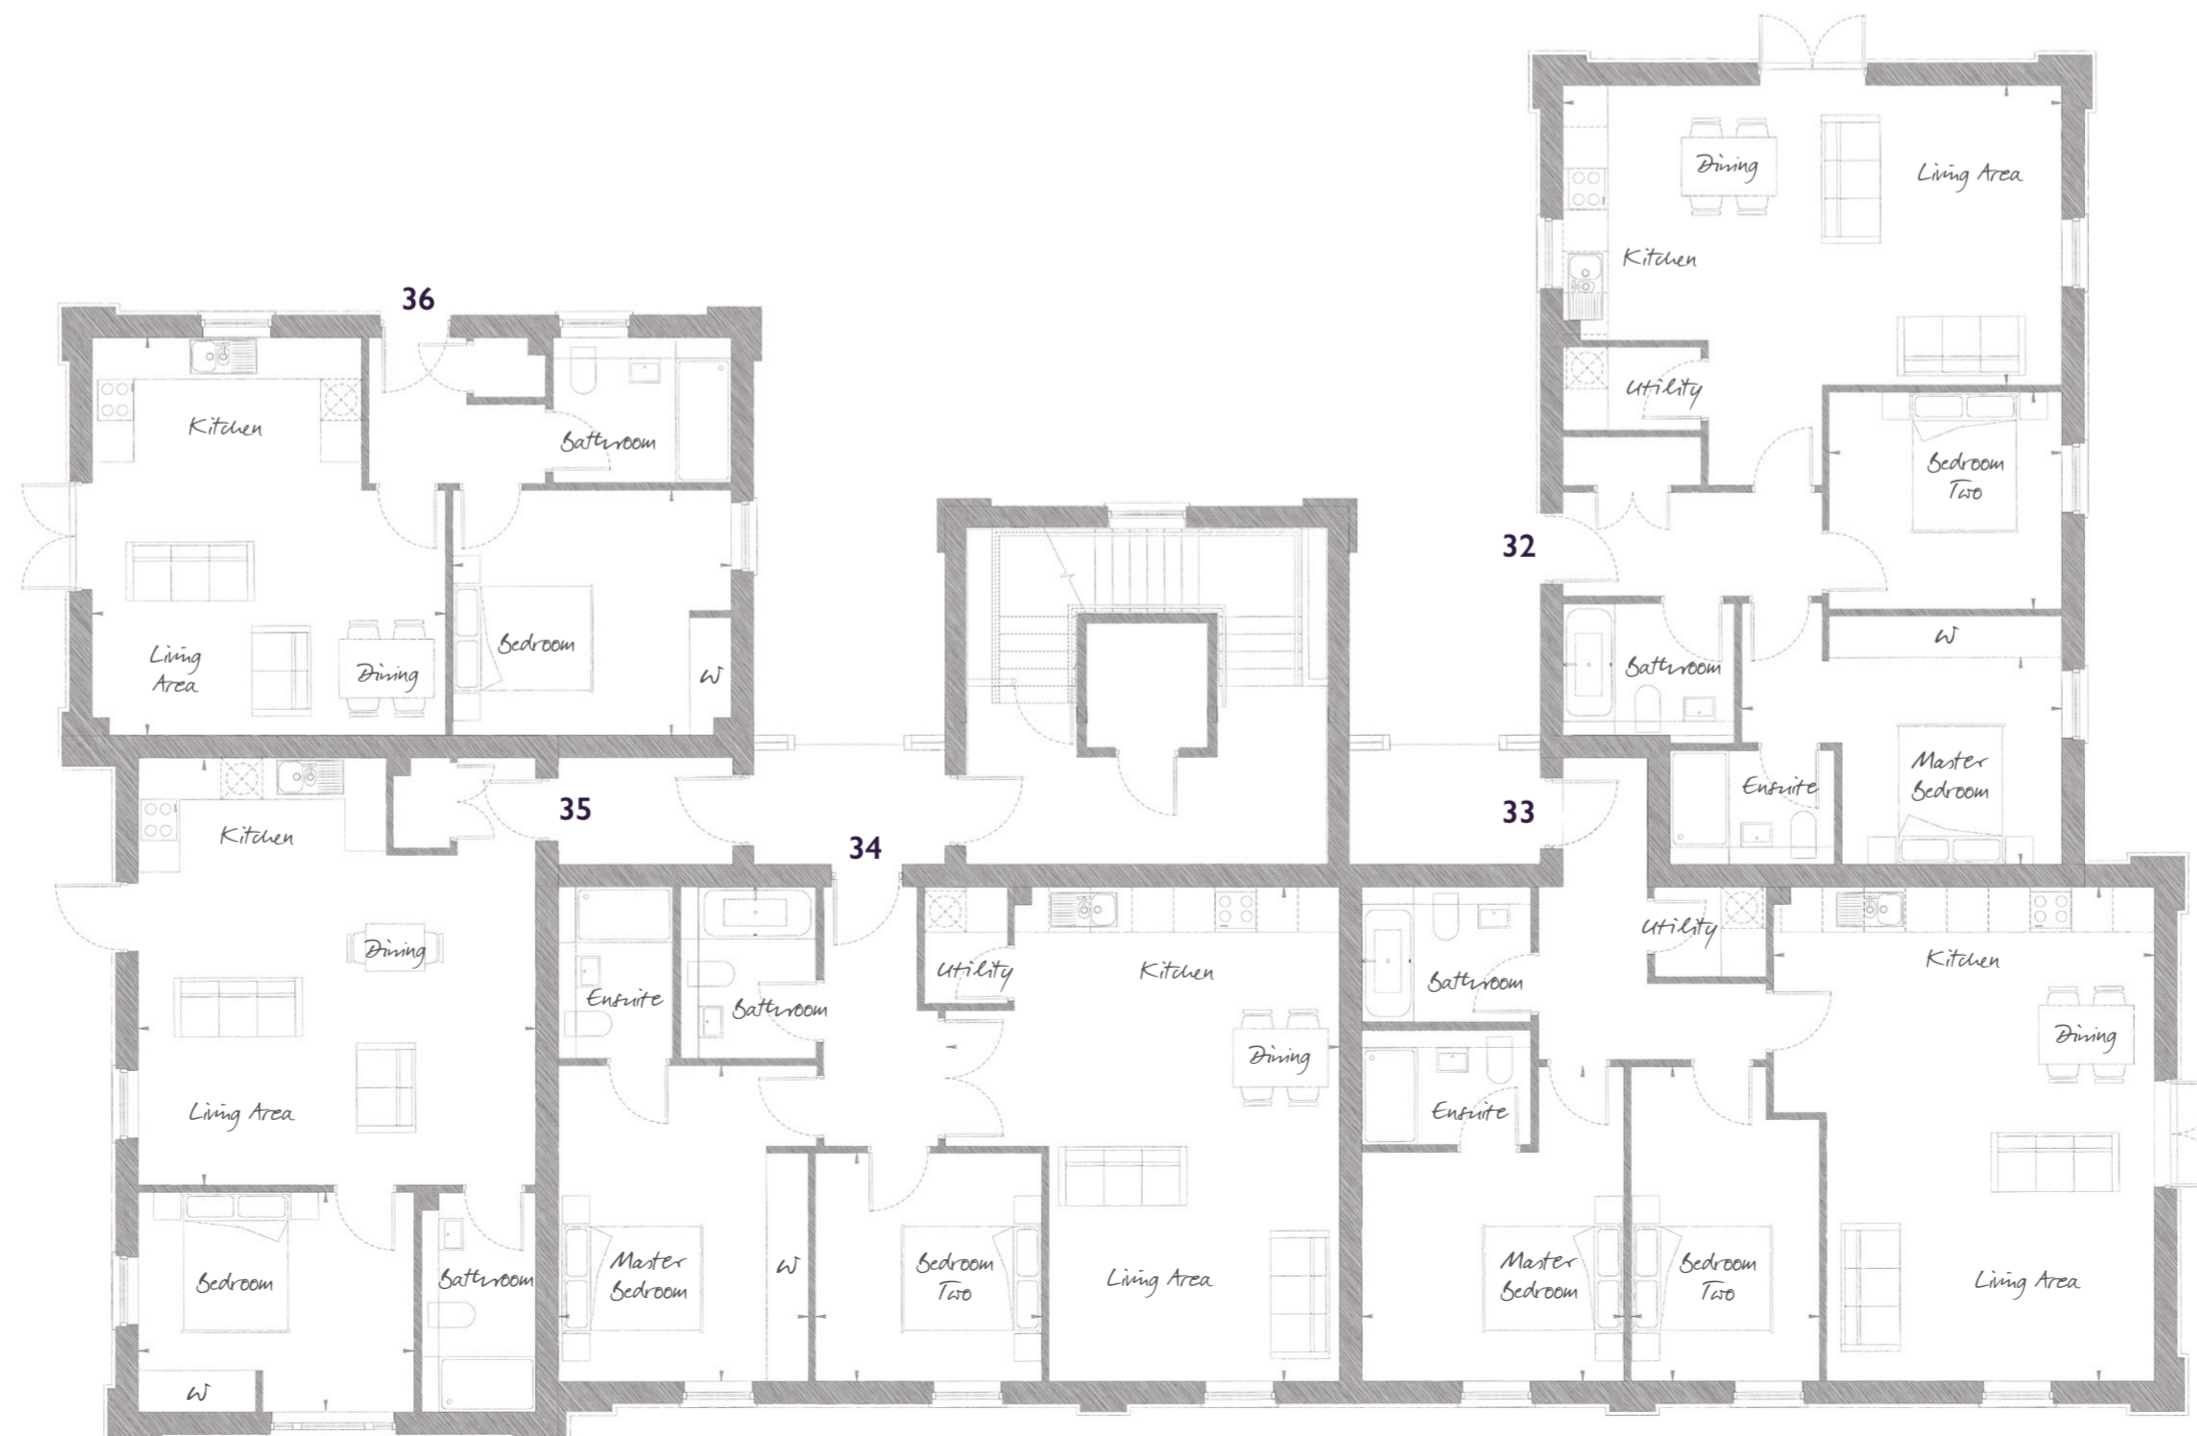 36
Kitchen
Bathroom
Living
Area
Dining
Bedroom
W
Dining
Living Area
Kitchen
Utility
Bedroom
Two
32
W
Bathroom
Master
Bedroom
Ensuite
35
Kitchen
Dining
Living Area
Bedroom
Bathroom
W
34
Ensuite
Bathroom
Utility
Kitchen
Dining
Master
Bedroom
W
Bedroom
Two
Living Area
33
Bathroom
Utility
Kitchen
Dining
Ensuite
Master
Bedroom
Bedroom
Two
Living Area